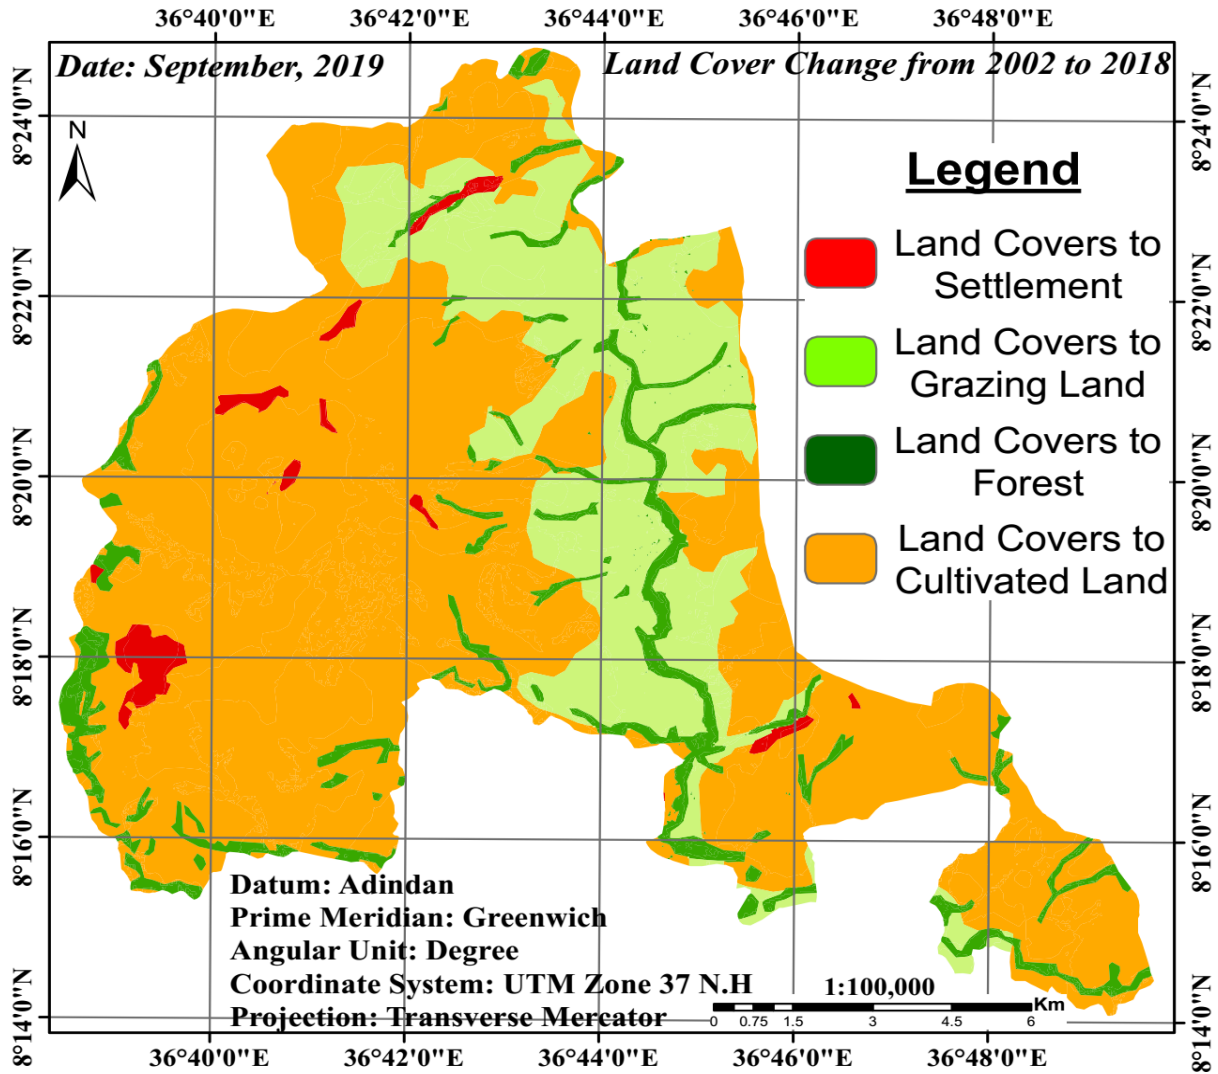 36°40'0"E 36°42'0"E 36°44'0"E 36°46'0"E 36°48'0"E
Date: September, 2019
Land Cover Change from 2002 to 2018
N
Legend
Land Covers to
Settlement
Land Covers to
Grazing Land
Land Covers to
Forest
Land Covers to
Cultivated Land
8°24'0"N
8°22'0"N
8°20'0"N
8°18'0"N
8°16'0"N
8°14'0"N
8°24'0"N
8°22'0"N
8°20'0"N
8°18'0"N
8°16'0"N
8°14'0"N
Datum: Adindan
Prime Meridian: Greenwich
Angular Unit: Degree
Coordinate System: UTM Zone 37 N.H
Projection: Transverse Mercator
1:100,000
Km
0 0.75 1.5 3 4.5 6
36°40'0"E 36°42'0"E 36°44'0"E 36°46'0"E 36°48'0"E